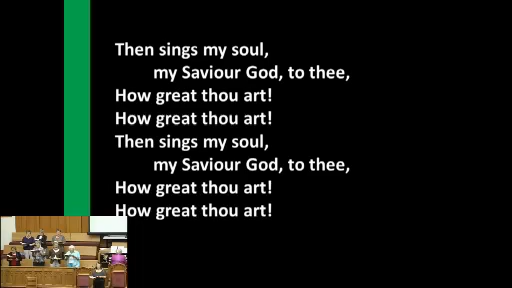 Then sings my soul,
my Saviour God, to thee,
How great thou art!
How great thou art!
Then sings my soul,
my Saviour God, to thee,
How great thou art!
How great thou art!